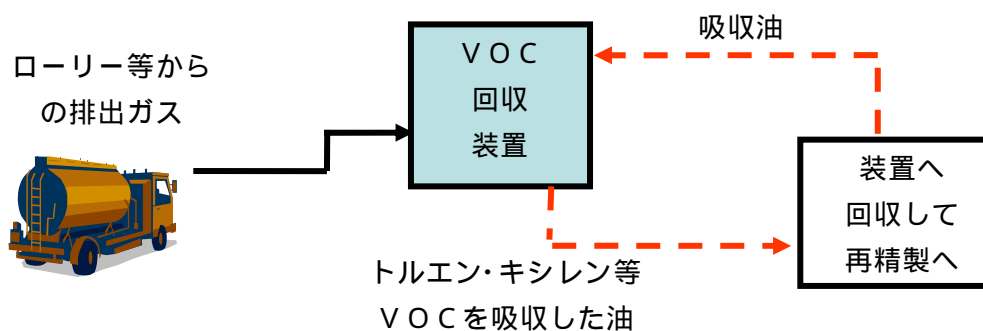 ローリー等から
の排出ガス
ＶＯＣ
回収
装置
吸収油
装置へ
回収して
再精製へ
トルエン・キシレン等
ＶＯＣを吸収した油